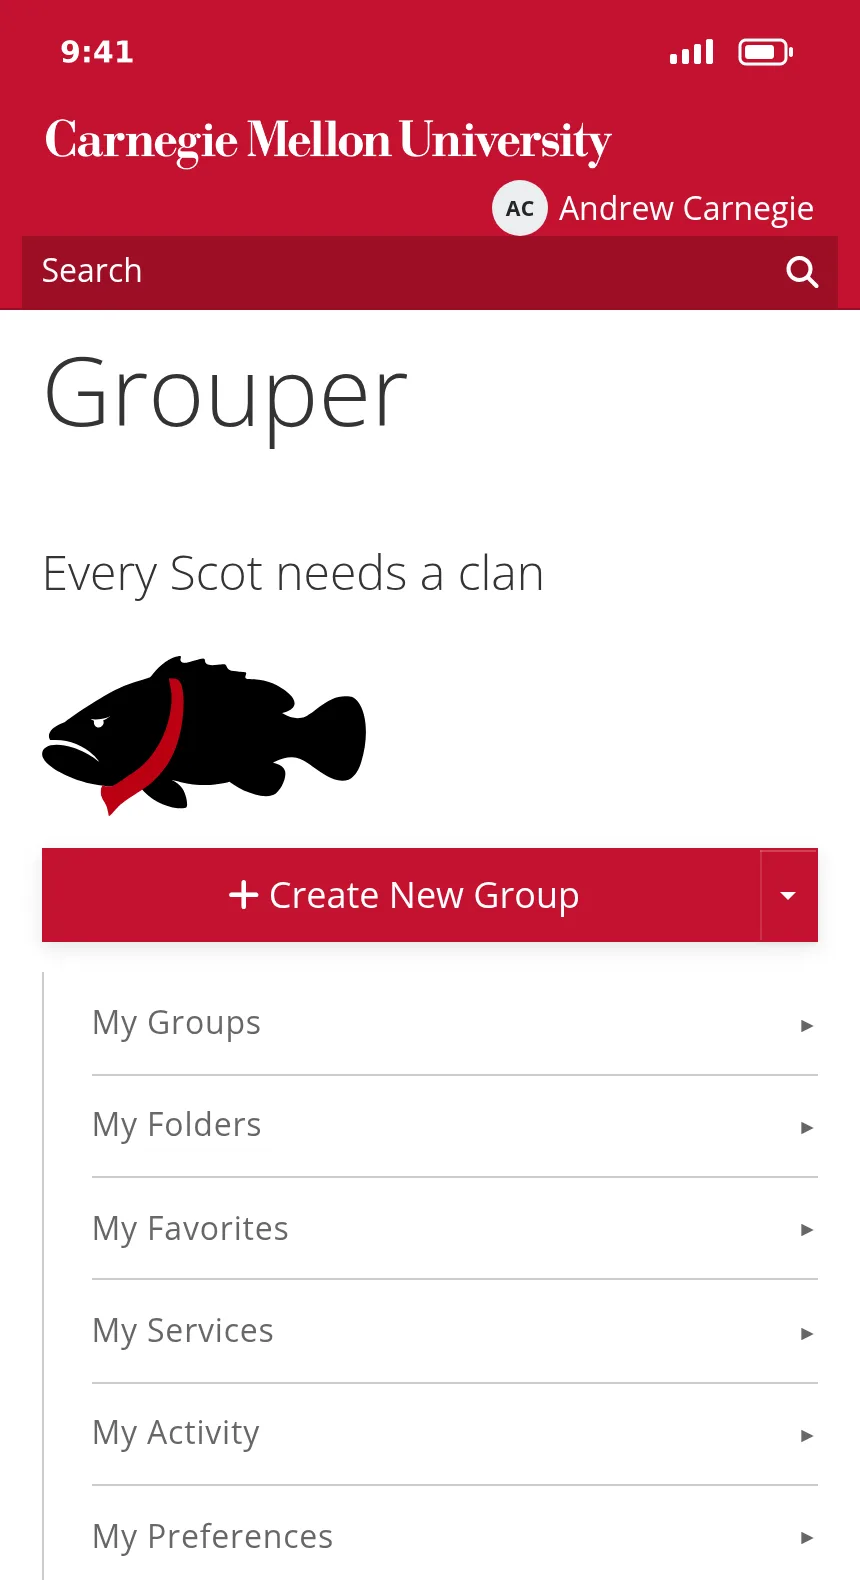 9:41
Carnegie Mellon University
AC Andrew Carnegie
Search
Grouper
Every Scot needs a clan
Create New Group
My Groups
My Folders
My Favorites
My Services
My Activity
My Preferences